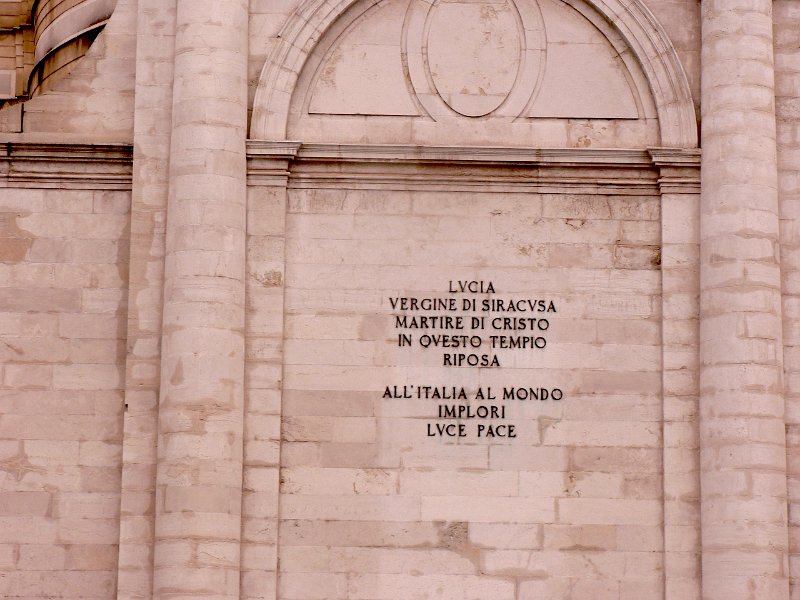 LVCIA
VERGINE DI SIRACVSA
MARTIRE DI CRISTO
IN QVESTO TEMPIO
RIPOSA
ALL'ITALIA AL MONDO
IMPLORI
LVCE PACE